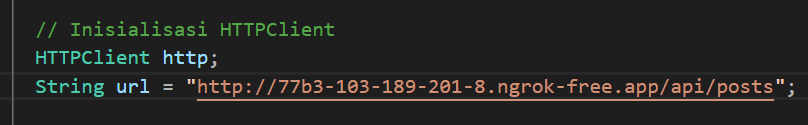 // Inisialisasi HTTPClient
HTTPClient http;
String url = "http://77b3-103-189-201-8.ngrok-free.app/api/posts";